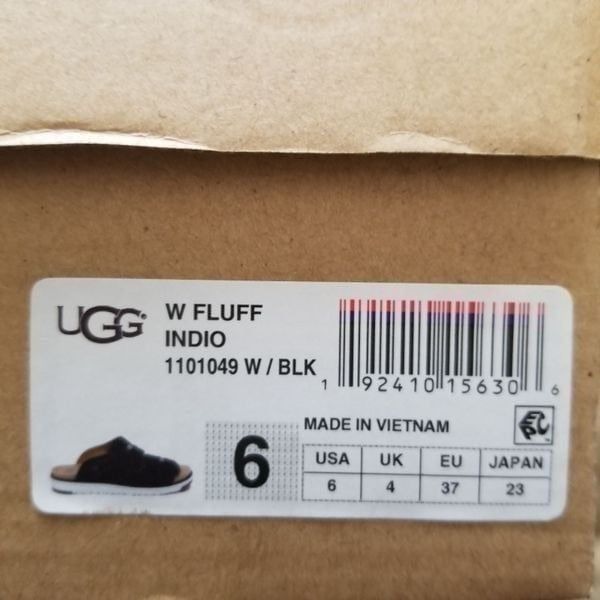 UGG®
W FLUFF
INDIO
1101049 W / BLK
1 92410 15630 6
MADE IN VIETNAM
6
USA UK EU JAPAN
6 4 37 23